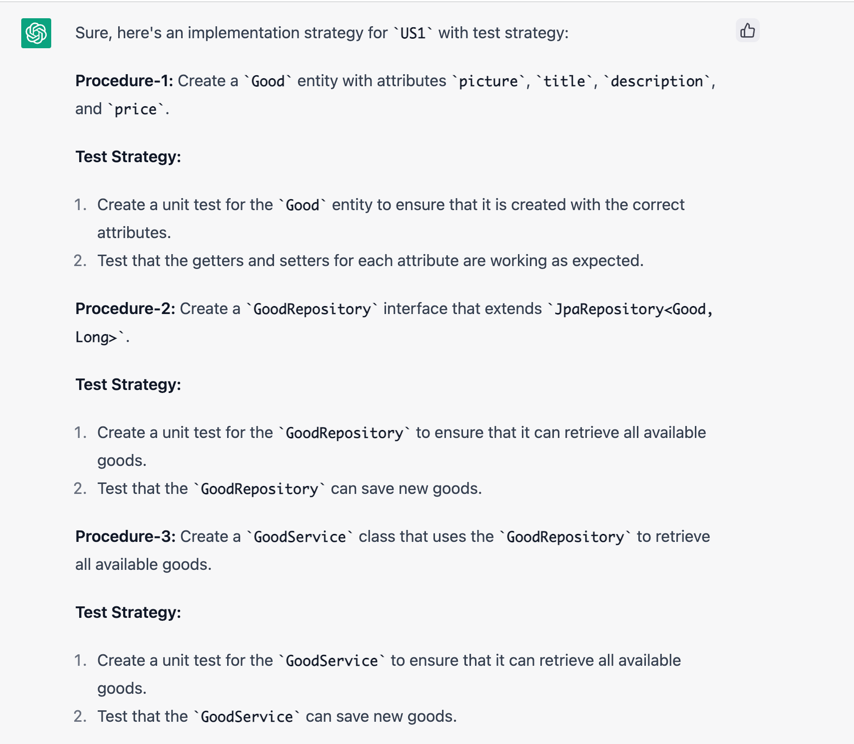 Sure, here's an implementation strategy for `US1` with test strategy:
Procedure-1: Create a `Good` entity with attributes `picture`, `title`, `description`,
and `price`.
Test Strategy:
1. Create a unit test for the `Good` entity to ensure that it is created with the correct
attributes.
2. Test that the getters and setters for each attribute are working as expected.
Procedure-2: Create a `GoodRepository` interface that extends `JpaRepository<Good,
Long>`.
Test Strategy:
1. Create a unit test for the `GoodRepository` to ensure that it can retrieve all available
goods.
2. Test that the `GoodRepository` can save new goods.
Procedure-3: Create a `GoodService` class that uses the `GoodRepository` to retrieve
all available goods.
Test Strategy:
1. Create a unit test for the `GoodService` to ensure that it can retrieve all available
goods.
2. Test that the `GoodService` can save new goods.